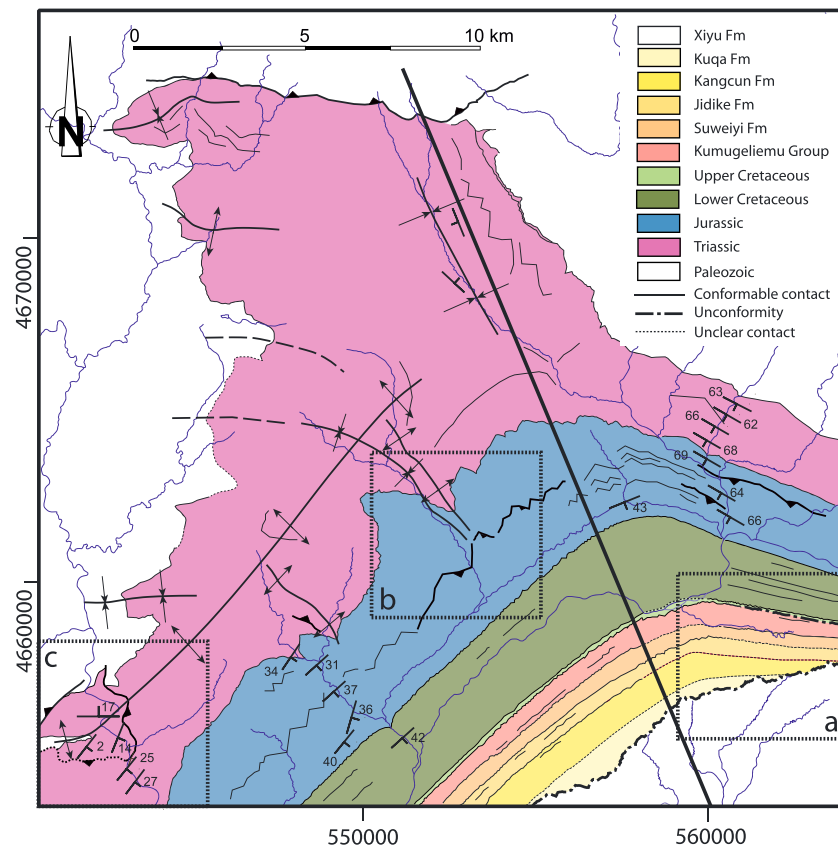 0 5 10 km
N
Xiyu Fm
Kuqa Fm
Kangcun Fm
Jidike Fm
Suweiyi Fm
Kumugeliemu Group
Upper Cretaceous
Lower Cretaceous
Jurassic
Triassic
Paleozoic
Conformable contact
Unconformity
Unclear contact
4670000
4660000
63
66
62
68
69
64
66
43
b
c
a
34
31
37
36
42
40
17
2
14
25
27
550000
560000